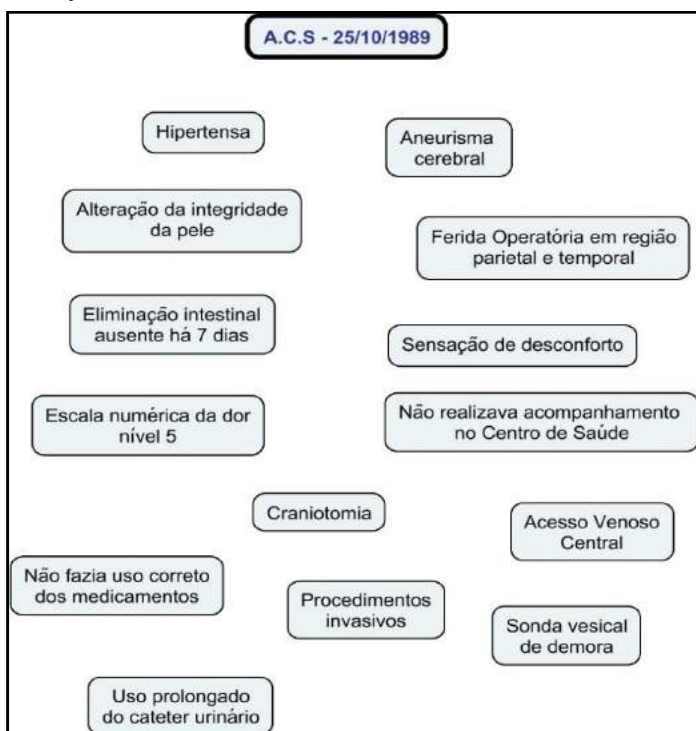 A.C.S - 25/10/1989
Hipertensa
Aneurisma
cerebral
Alteração da integridade
da pele
Ferida Operatória em região
parietal e temporal
Eliminação intestinal
ausente há 7 dias
Sensação de desconforto
Escala numérica da dor
nível 5
Não realizava acompanhamento
no Centro de Saúde
Craniotomia
Acesso Venoso
Central
Não fazia uso correto
dos medicamentos
Procedimentos
invasivos
Sonda vesical
de demora
Uso prolongado
do cateter urinário